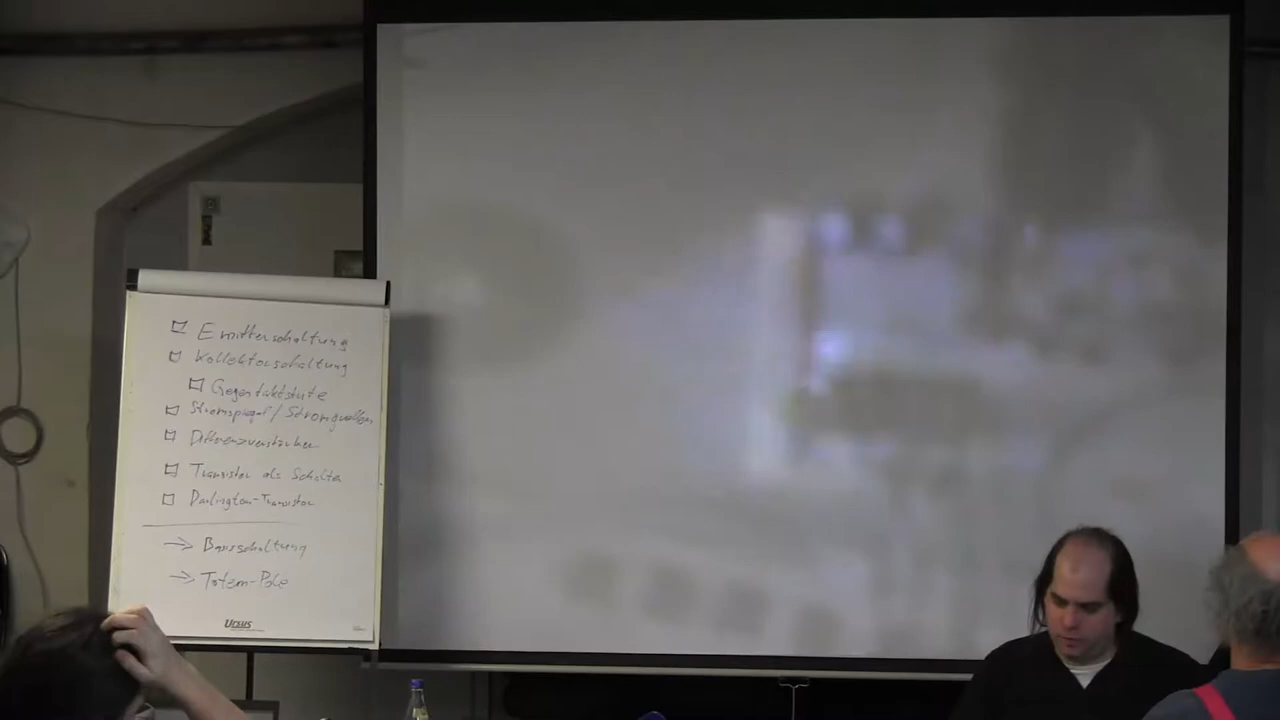 Emitterschaltung
Kollektorschaltung
Gegentaktstufe
Stromspiegel / Stromquellen
Differenzverstärker
Transistor als Schalter
Darlington-Transistor
Basisschaltung
Totem-Pole
Ursus